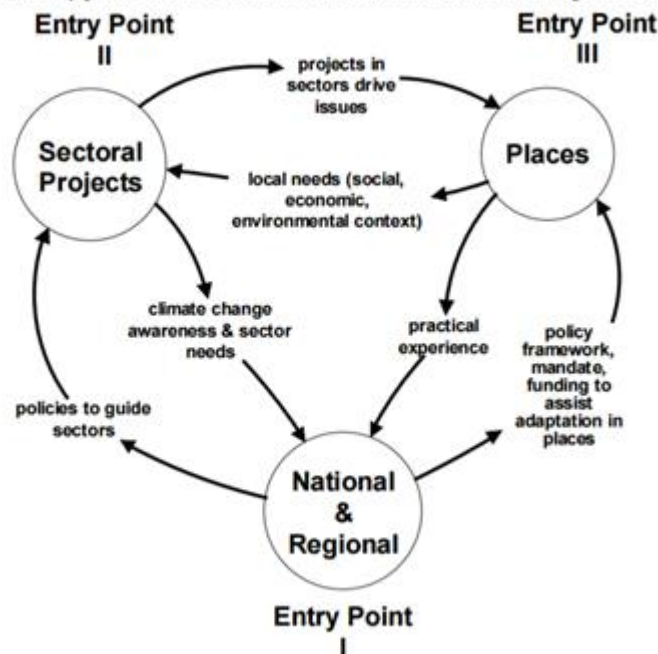 Entry Point
II
Entry Point
III
projects in
sectors drive
issues
Sectoral
Projects
Places
local needs (social,
economic,
environmental context)
climate change
awareness & sector
needs
practical
experience
policy
framework,
mandate,
funding to
assist
adaptation in
places
policies to guide
sectors
National
&
Regional
Entry Point
I